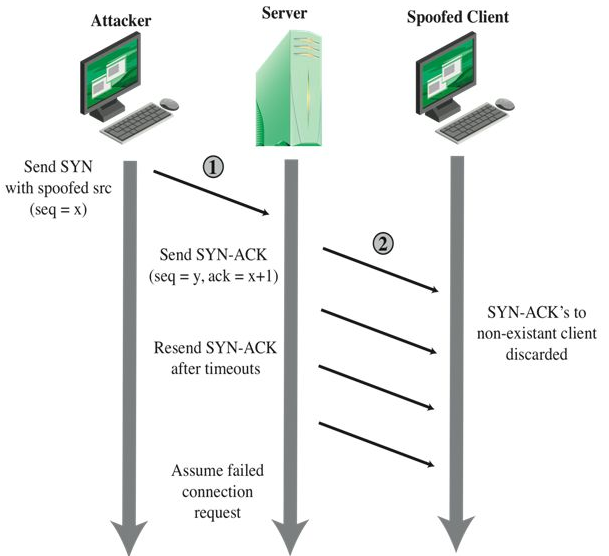 Attacker
Server
Spoofed Client
Send SYN
with spoofed src
(seq = x)
1
Send SYN-ACK
(seq = y, ack = x+1)
2
SYN-ACK’s to
non-existant client
discarded
Resend SYN-ACK
after timeouts
Assume failed
connection
request